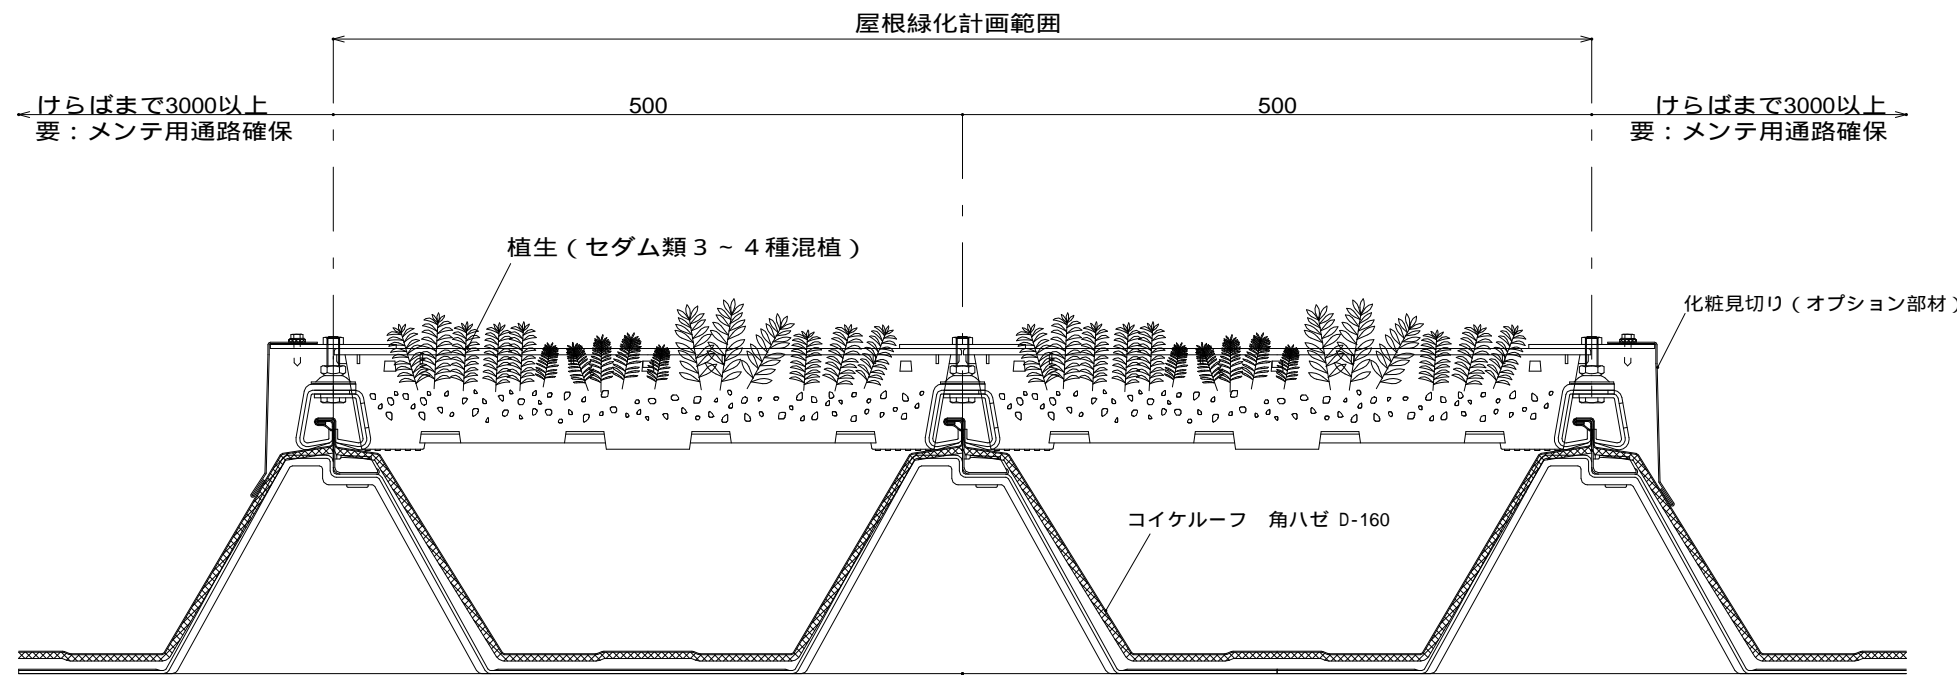 屋根緑化計画範囲
けらばまで3000以上
要：メンテ用通路確保
500
500
けらばまで3000以上
要：メンテ用通路確保
植生（セダム類３～４種混植）
化粧見切り（オプション部材）
コイケルーフ　角ハゼ D-160